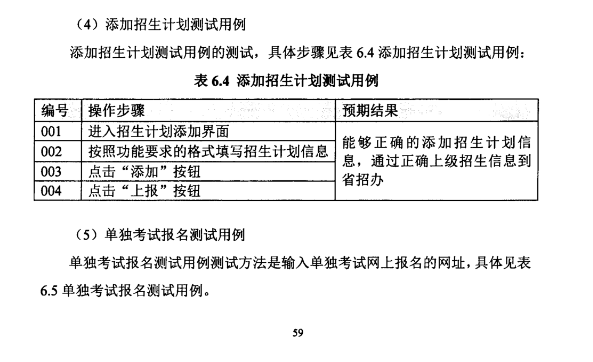 （4）添加招生计划测试用例
添加招生计划测试用例的测试，具体步骤见表 6.4 添加招生计划测试用例：
表 6.4 添加招生计划测试用例
编号 操作步骤 预期结果
001 进入招生计划添加界面
002 按照功能要求的格式填写招生计划信息
003 点击“添加”按钮
004 点击“上报”按钮
能够正确的添加招生计划信
息，通过正确上级招生信息到
省招办
（5）单独考试报名测试用例
单独考试报名测试用例测试方法是输入单独考试网上报名的网址，具体见表
6.5 单独考试报名测试用例。
59